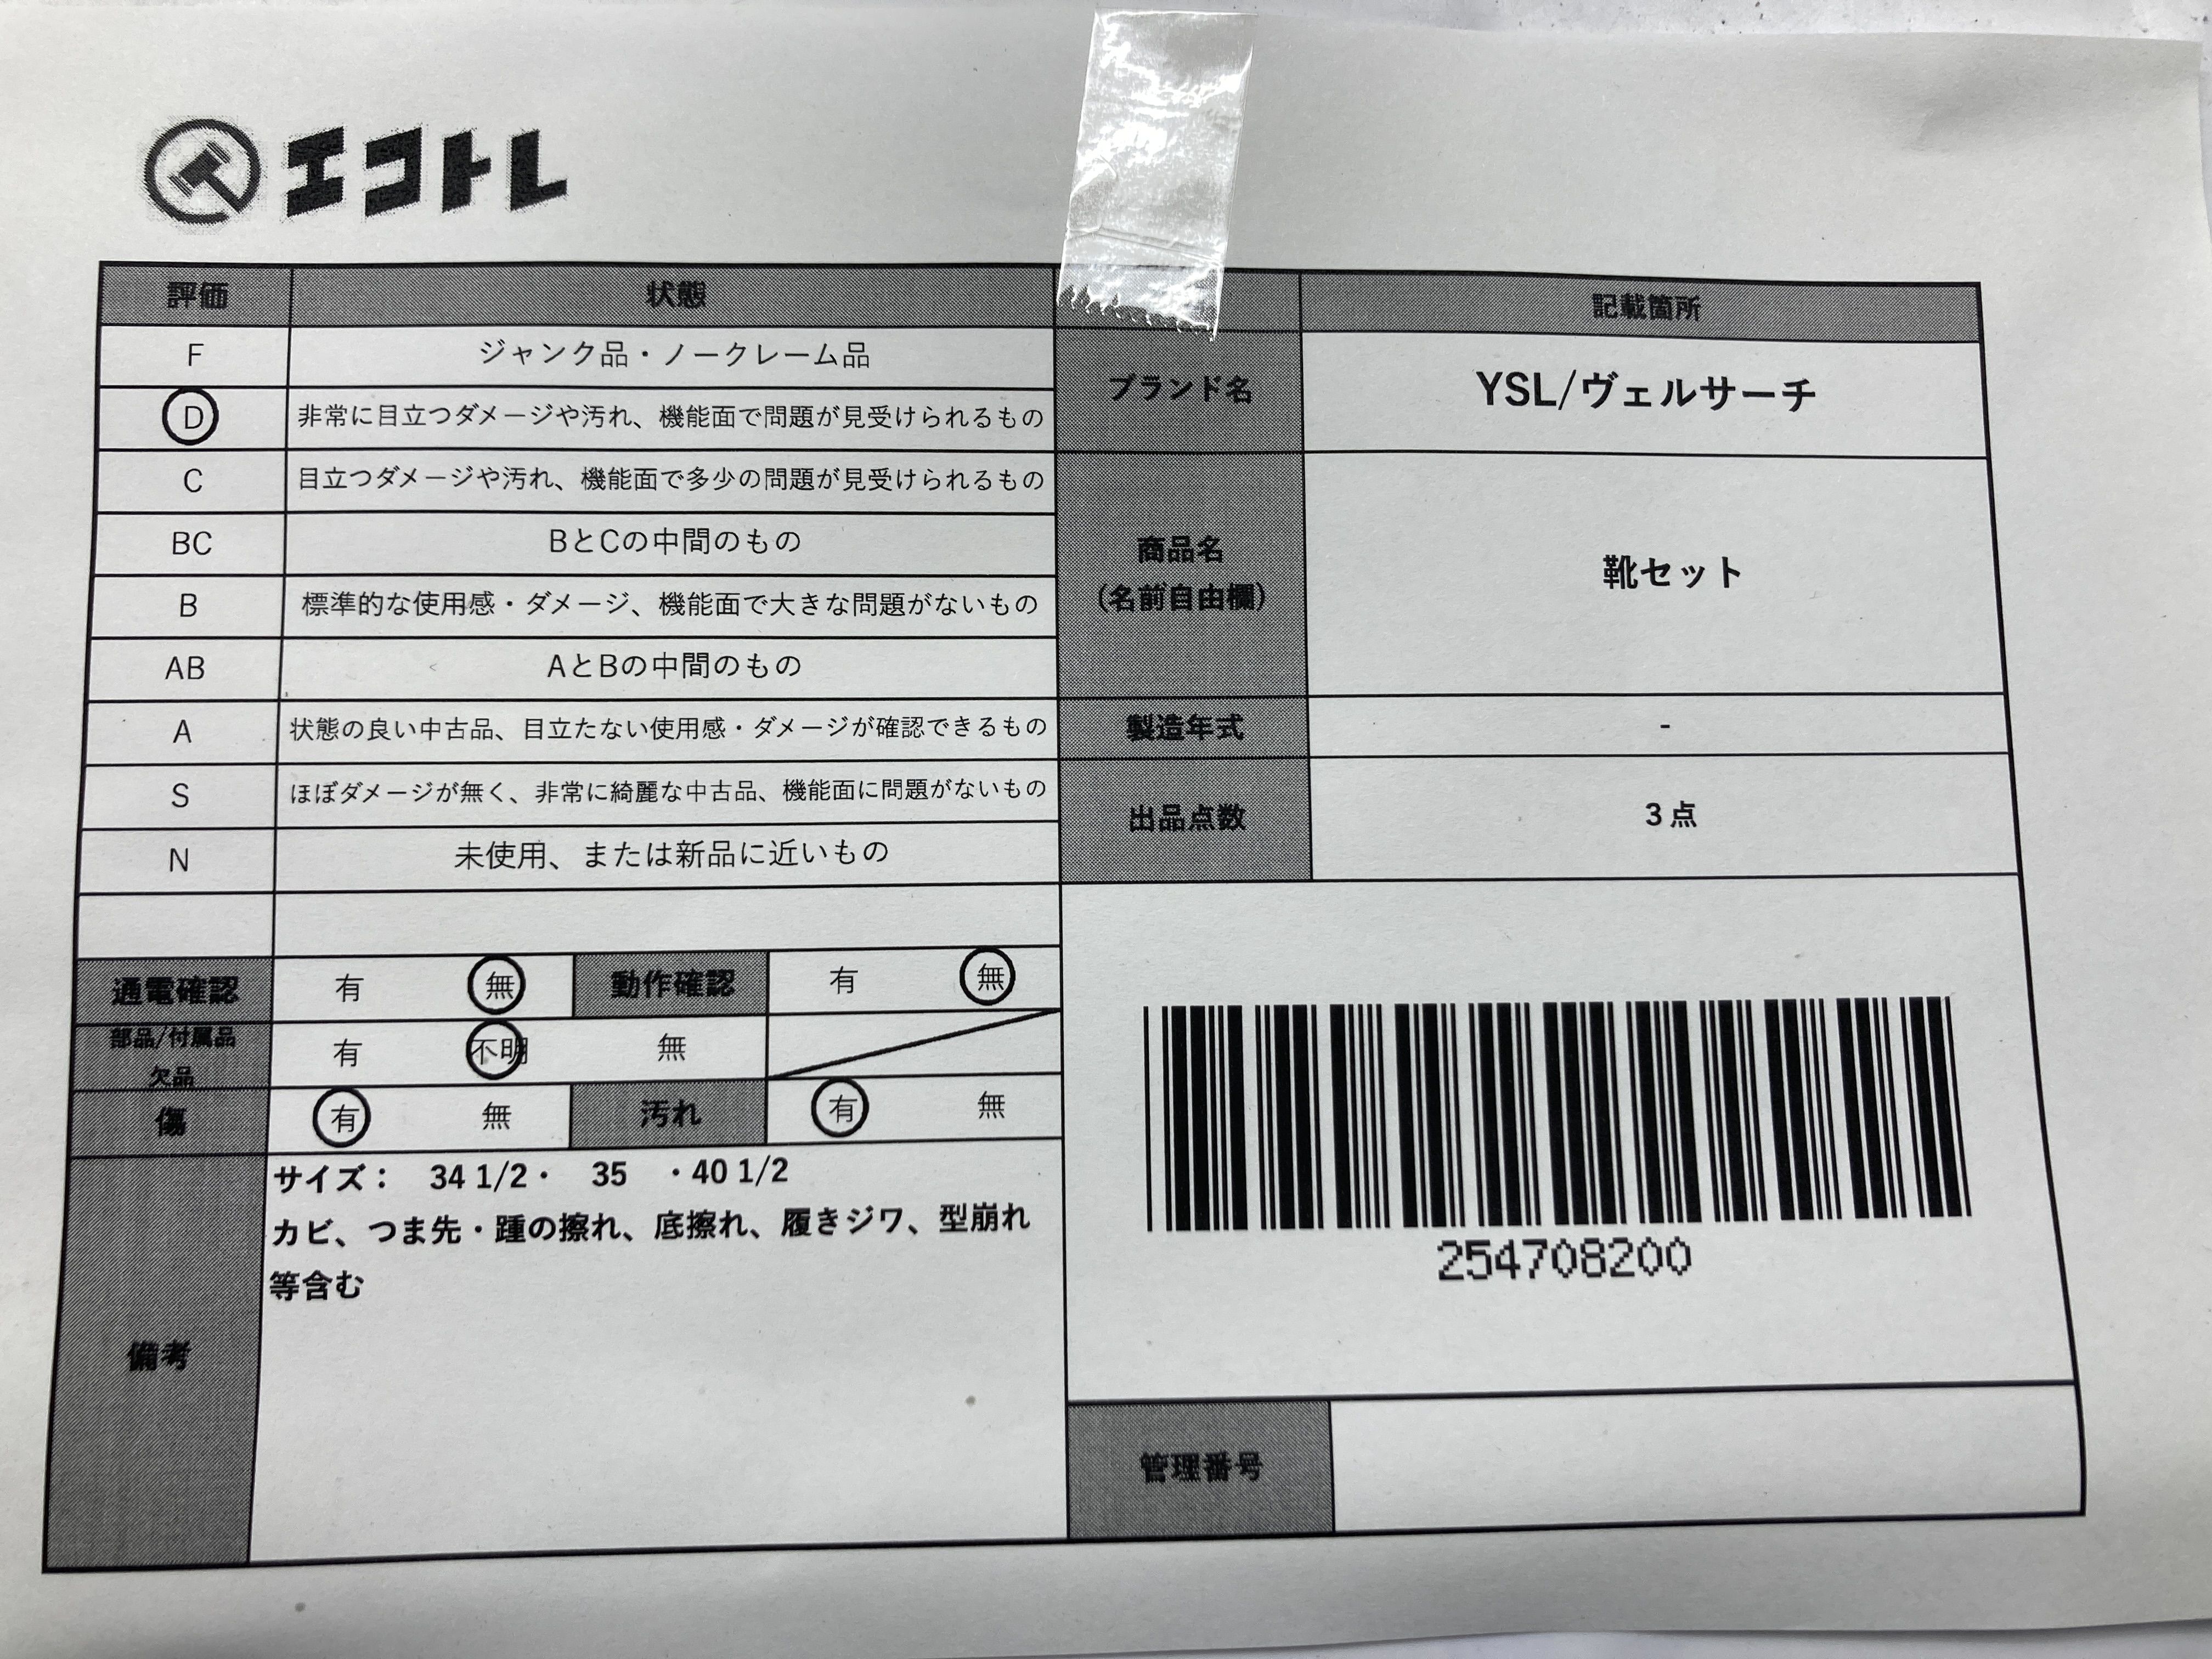 エコトレ
評価 状態
F ジャンク品・ノークレーム品
D 非常に目立つダメージや汚れ、機能面で問題が見受けられるもの
C 目立つダメージや汚れ、機能面で多少の問題が見受けられるもの
BC BとCの中間のもの
B 標準的な使用感・ダメージ、機能面で大きな問題がないもの
AB AとBの中間のもの
A 状態の良い中古品、目立たない使用感・ダメージが確認できるもの
S ほぼダメージが無く、非常に綺麗な中古品、機能面に問題がないもの
N 未使用、または新品に近いもの
通電確認 有 無 動作確認 有 無
部品/付属品
欠品
有 不明 無
傷 有 無 汚れ 有 無
備考
サイズ： 34 1/2・ 35 ・40 1/2
カビ、つま先・踵の擦れ、底擦れ、履きジワ、型崩れ
等含む
記載箇所
ブランド名 YSL/ヴェルサーチ
商品名
(名前自由欄)
靴セット
製造年式 -
出品点数 3点
254708200
管理番号